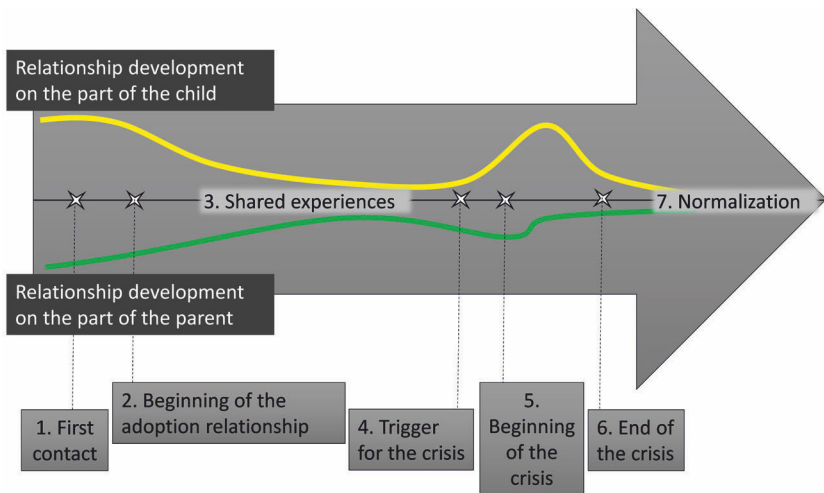 Relationship development
on the part of the child
3. Shared experiences
7. Normalization
Relationship development
on the part of the parent
1. First
contact
2. Beginning of the
adoption relationship
4. Trigger
for the crisis
5.
Beginning
of the
crisis
6. End of
the crisis